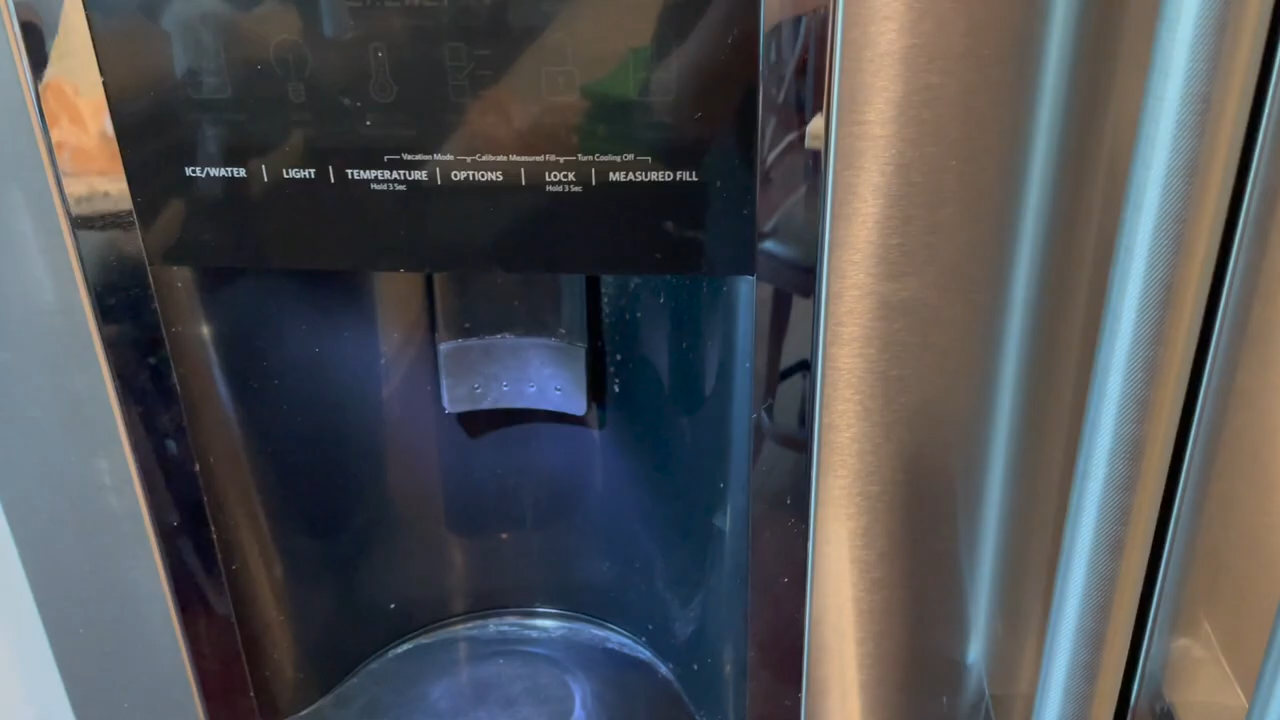 Vacation Mode Calibrate Measured Fill Turn Cooling Off
ICE/WATER | LIGHT | TEMPERATURE | OPTIONS | LOCK | MEASURED FILL
Hold 3 Sec Hold 3 Sec